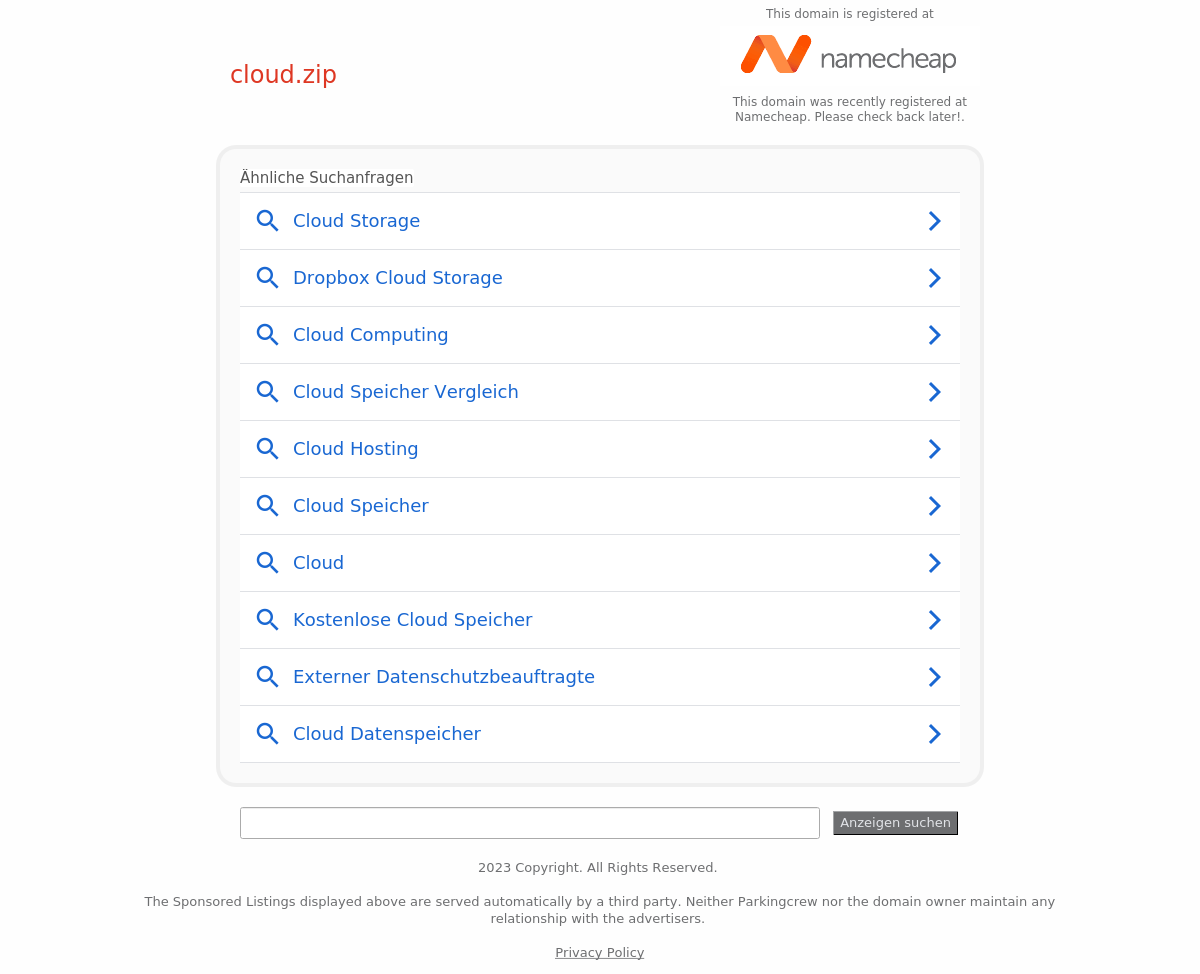 This domain is registered at
cloud.zip
namecheap
This domain was recently registered at
Namecheap. Please check back later!.
Ähnliche Suchanfragen
Cloud Storage
Dropbox Cloud Storage
Cloud Computing
Cloud Speicher Vergleich
Cloud Hosting
Cloud Speicher
Cloud
Kostenlose Cloud Speicher
Externer Datenschutzbeauftragte
Cloud Datenspeicher
Anzeigen suchen
2023 Copyright. All Rights Reserved.
The Sponsored Listings displayed above are served automatically by a third party. Neither Parkingcrew nor the domain owner maintain any
relationship with the advertisers.
Privacy Policy